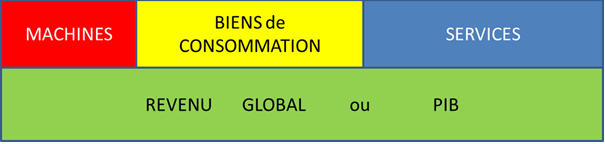 MACHINES
BIENS de
CONSOMMATION
SERVICES
REVENU GLOBAL ou PIB